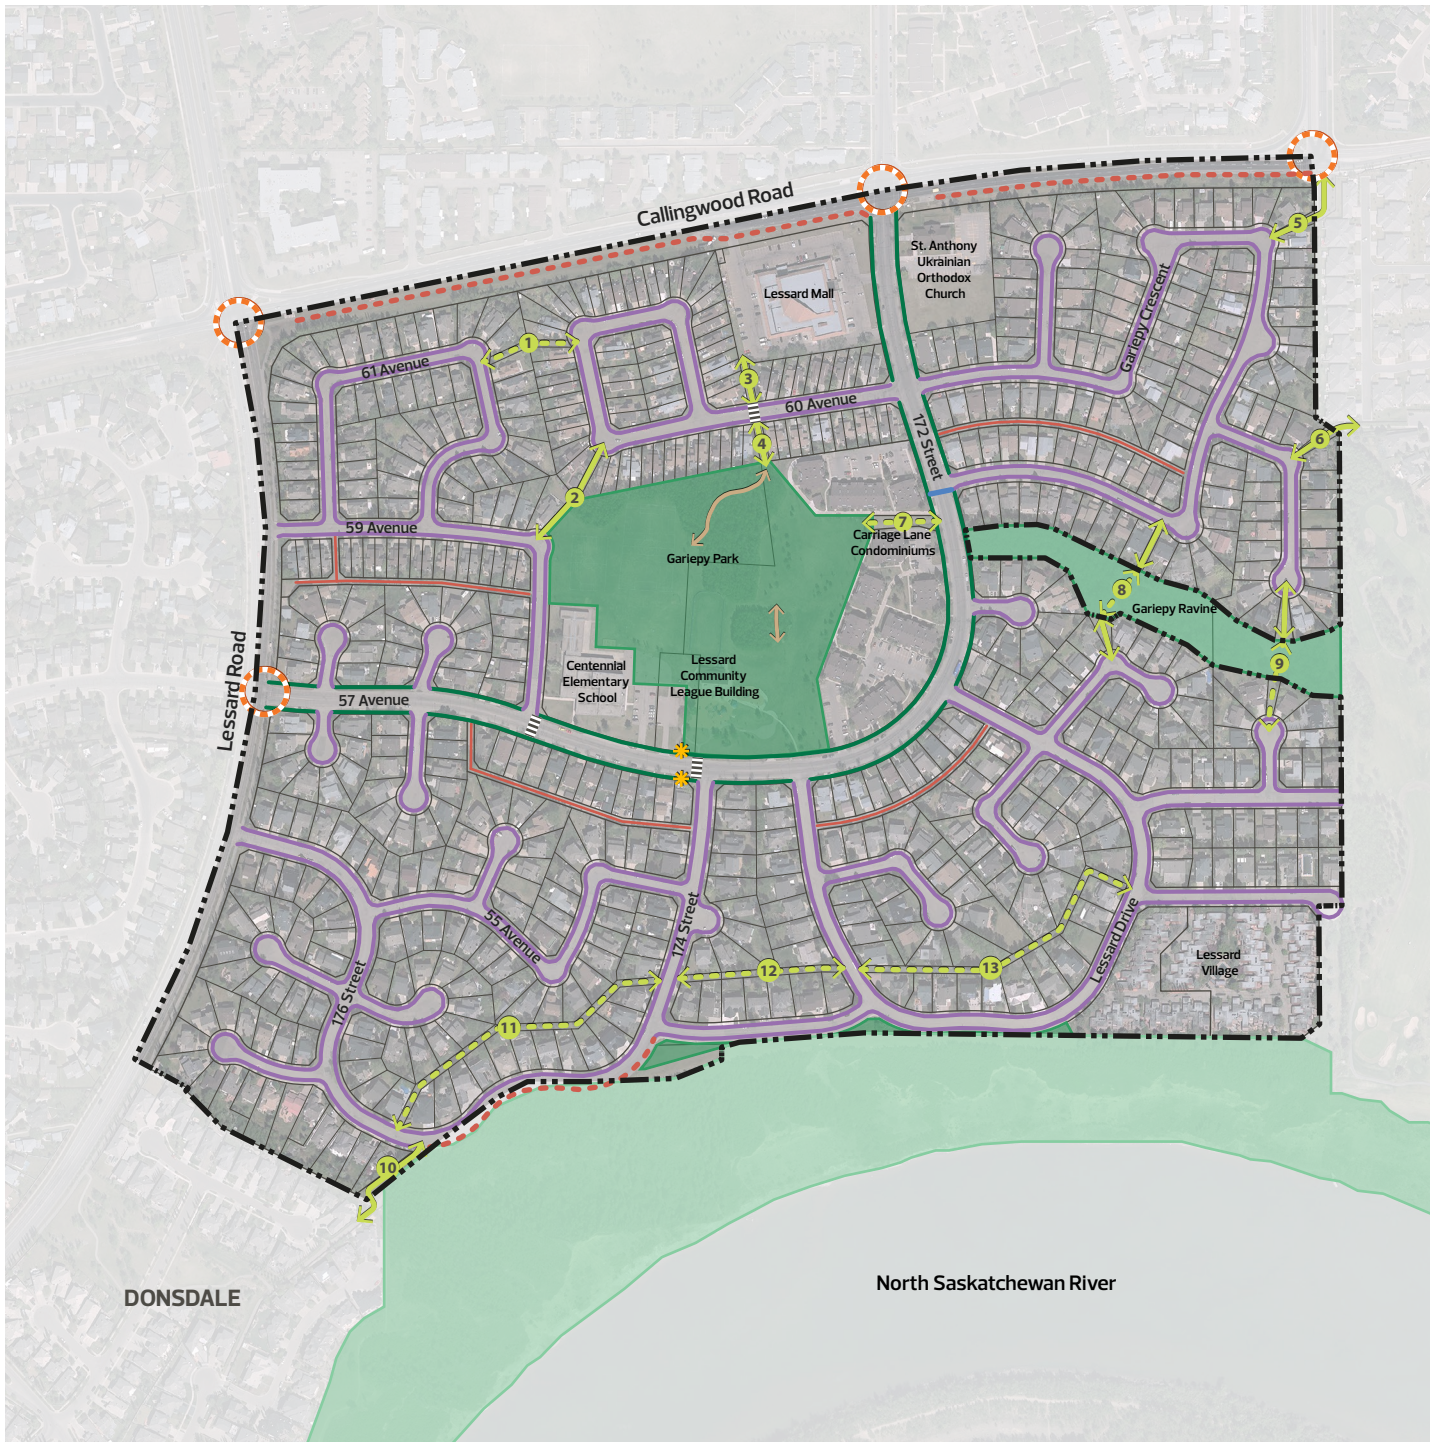 Callingwood Road
St. Anthony
Ukrainian
Orthodox
Church
5
Lessard Mall
Gariepy Crescent
1
61 Avenue
3
60 Avenue
4
172 Street
6
2
59 Avenue
7
Carriage Lane
Condominiums
Gariepy Park
8
Gariepy Ravine
Lessard Road
Centennial
Elementary
School
Lessard
Community
League Building
9
57 Avenue
55 Avenue
174 Street
Lessard Drive
Lessard
Village
176 Street
12
13
11
10
DONSDALE
North Saskatchewan River